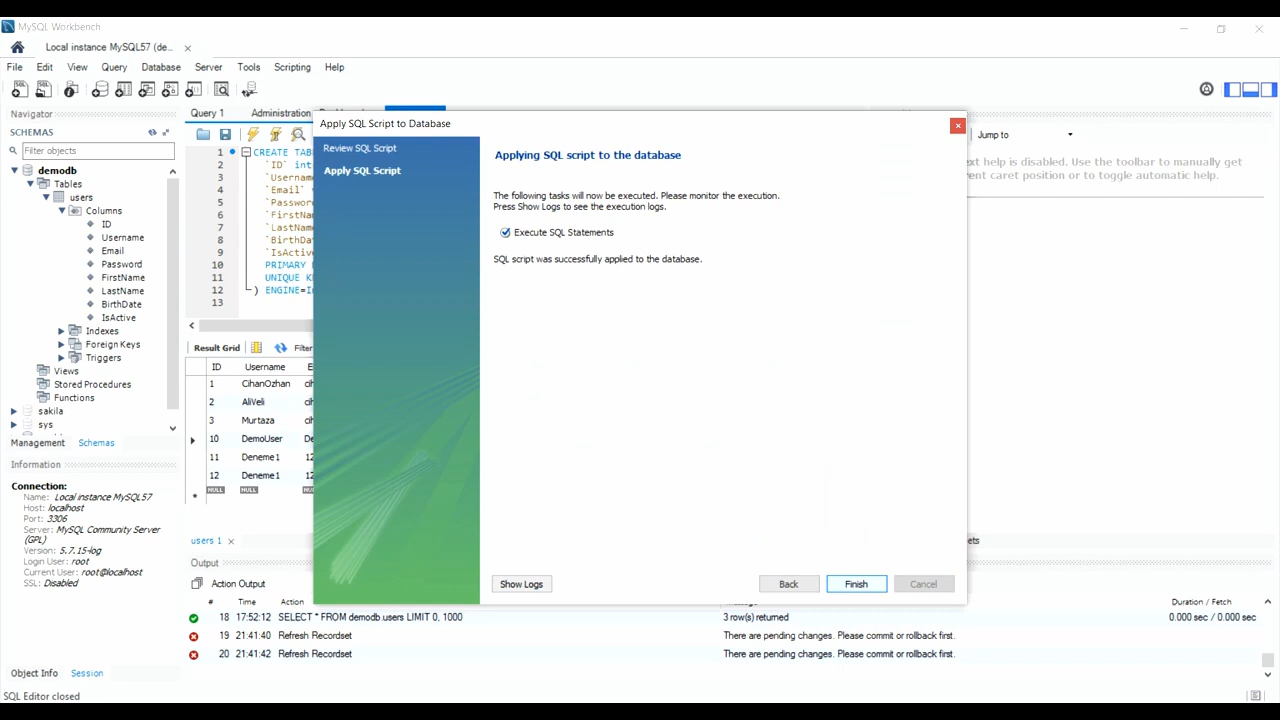 MySQL Workbench
Local instance MySQL57 (de...
File Edit View Query Database Server Tools Scripting Help
Navigator
SCHEMAS
Filter objects
demodb
Tables
users
Columns
ID
Username
Email
Password
FirstName
LastName
BirthDate
IsActive
Indexes
Foreign Keys
Triggers
Views
Stored Procedures
Functions
sakila
sys
Management Schemas
Information
Connection:
Name: Local instance MySQL57
Host: localhost
Port: 3306
Server: MySQL Community Server
(GPL)
Version: 5.7.15-log
Login User: root
Current User: root@localhost
SSL: Disabled
Object Info Session
SQL Editor closed
Query 1 Administration
1 CREATE TAB
2 `ID` int
3 `Username
4 `Email`
5 `Password
6 `FirstName
7 `LastName
8 `BirthDat
9 `IsActive
10 PRIMARY
11 UNIQUE KE
12 ) ENGINE=I
13
Result Grid Filter
ID Username
1 CihanOzhan
2 AliVeli
3 Murtaza
10 DemoUser De
11 Deneme1 12
12 Deneme1 12
* NULL NULL
users 1
Apply SQL Script to Database
Review SQL Script
Apply SQL Script
Applying SQL script to the database
The following tasks will now be executed. Please monitor the execution.
Press Show Logs to see the execution logs.
Execute SQL Statements
SQL script was successfully applied to the database.
Show Logs Back Finish Cancel
Jump to
ext help is disabled. Use the toolbar to manually get
ent caret position or to toggle automatic help.
ets
Output
Action Output
# Time Action Duration / Fetch
18 17:52:12 SELECT * FROM demodb.users LIMIT 0, 1000 3 row(s) returned 0.000 sec / 0.000 sec
19 21:41:40 Refresh Recordset There are pending changes. Please commit or rollback first.
20 21:41:42 Refresh Recordset There are pending changes. Please commit or rollback first.